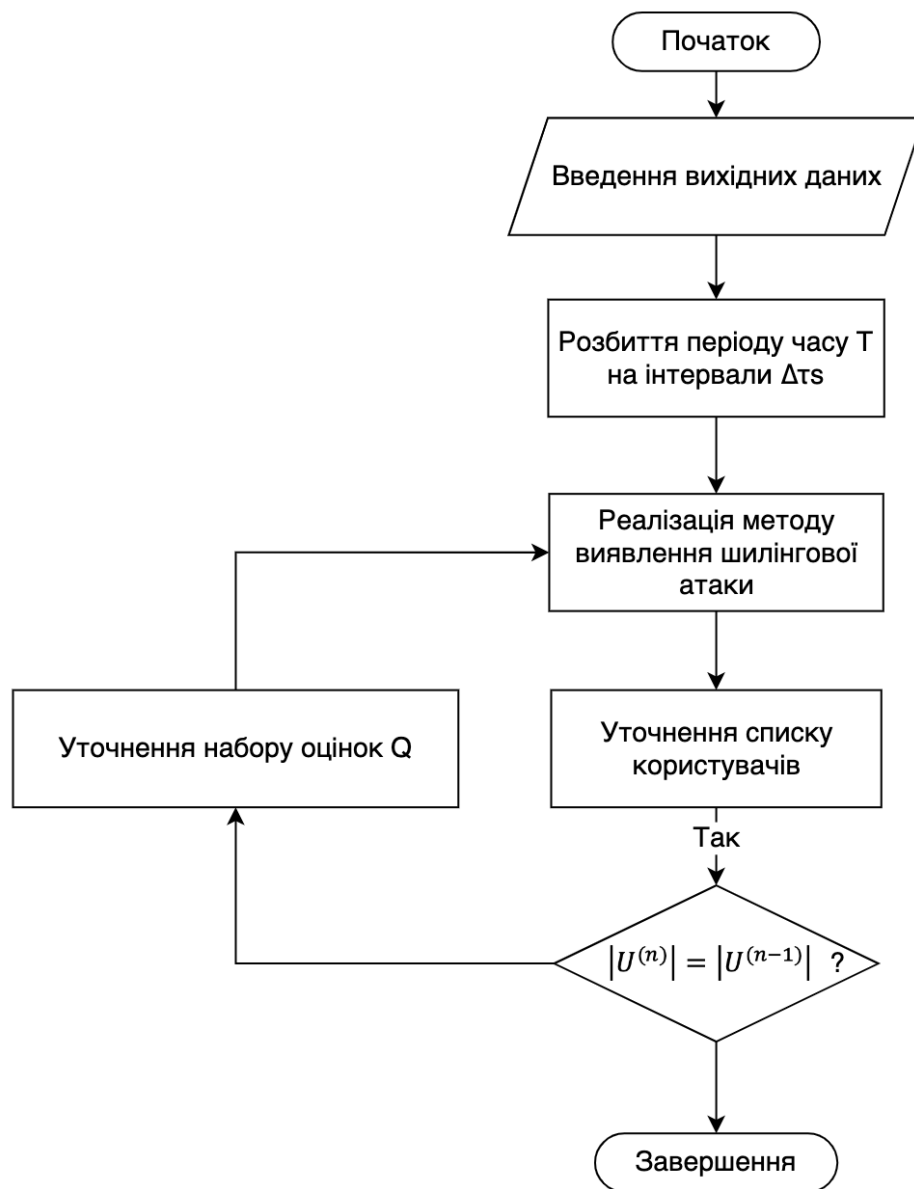 Початок
Введення вихідних даних
Розбиття періоду часу T
на інтервали Δτs
Реалізація методу
виявлення шилінгової
атаки
Уточнення набору оцінок Q
Уточнення списку
користувачів
Так
|U⁽ⁿ⁾| = |U⁽ⁿ⁻¹⁾| ?
Завершення